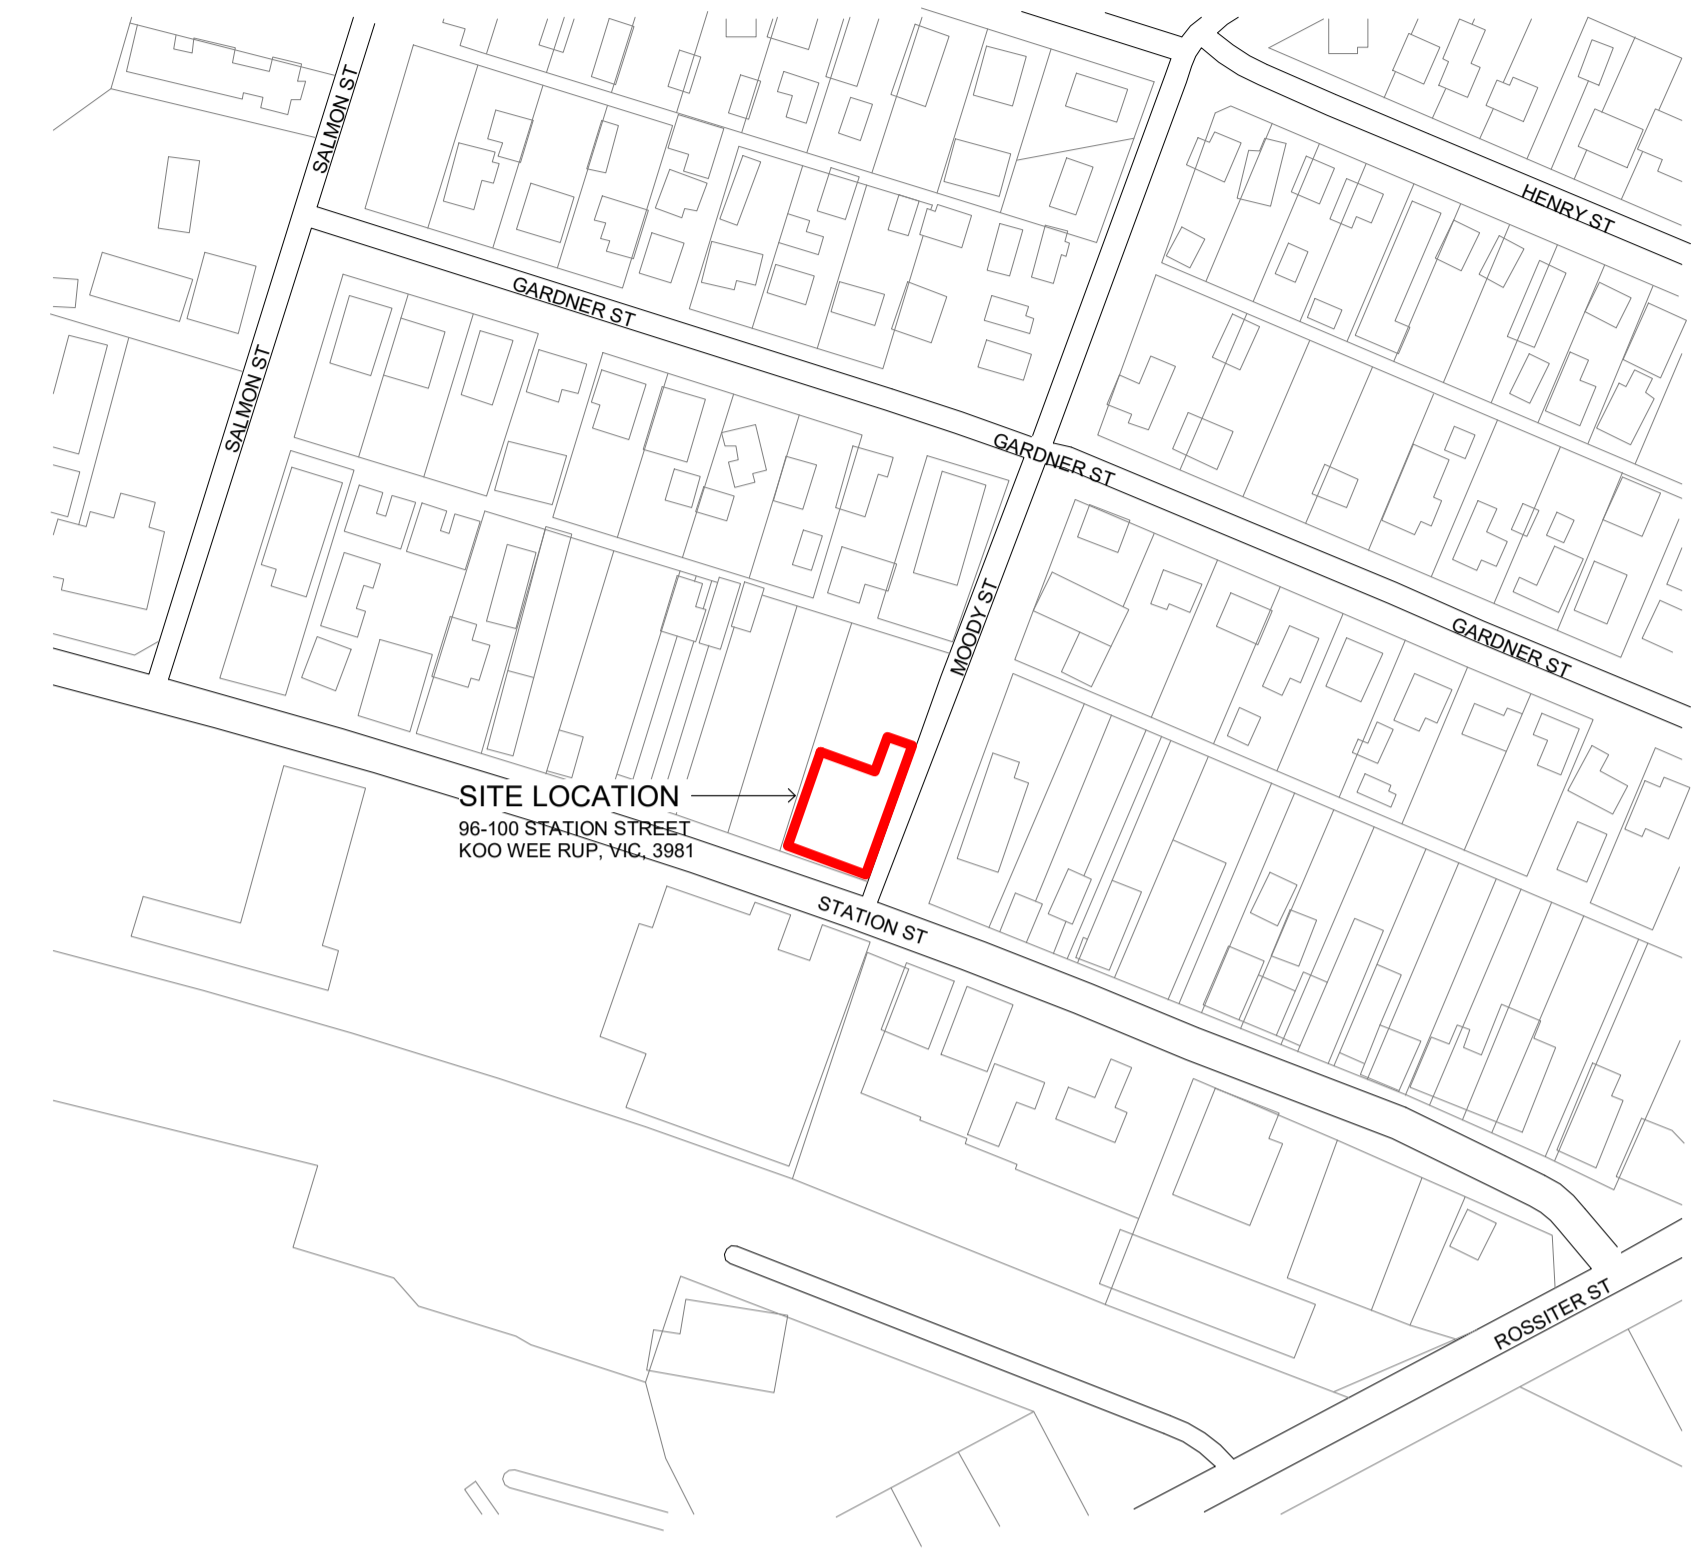 SALMON ST
HENRY ST
GARDNER ST
SALMON ST
GARDNER ST
MOODY ST
GARDNER ST
SITE LOCATION
96-100 STATION STREET
KOO WEE RUP, VIC, 3981
STATION ST
ROSSITER ST